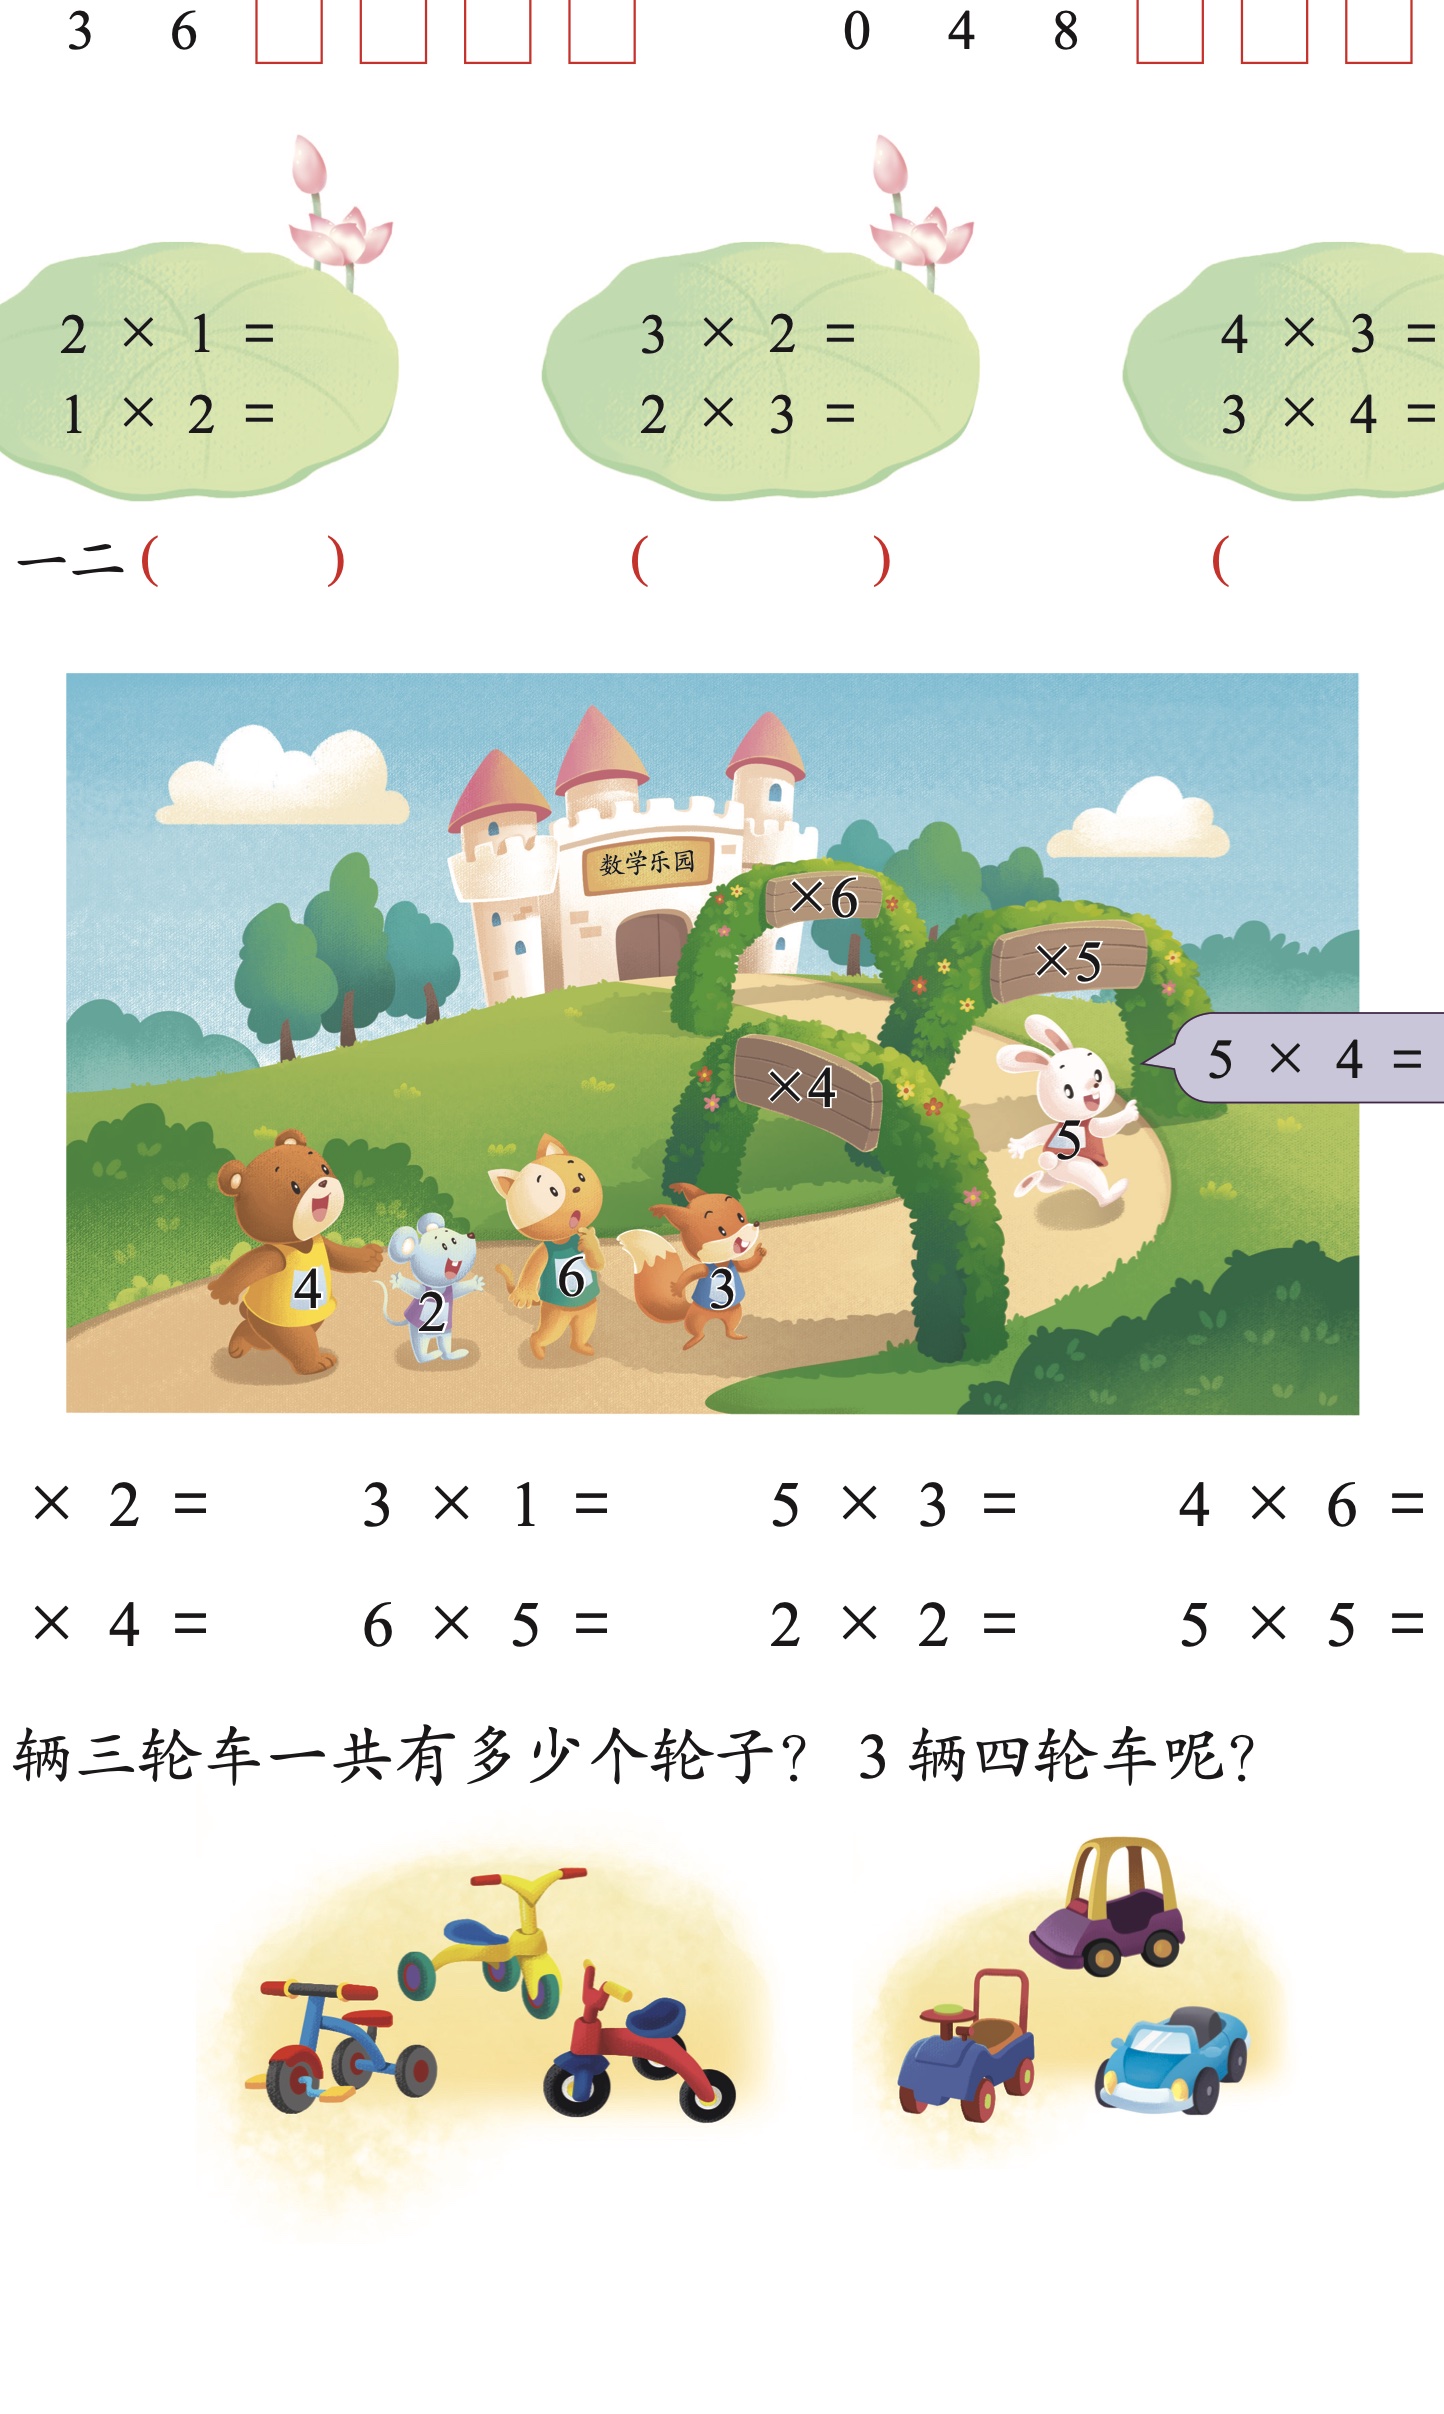 3 6 0 4 8
2 × 1 = 3 × 2 = 4 × 3 =
1 × 2 = 2 × 3 = 3 × 4 =
一二( ) ( ) (
数学乐园
×6
×5
5 × 4 =
×4
5
4
2
6
3
× 2 = 3 × 1 = 5 × 3 = 4 × 6 =
× 4 = 6 × 5 = 2 × 2 = 5 × 5 =
辆三轮车一共有多少个轮子? 3 辆四轮车呢?